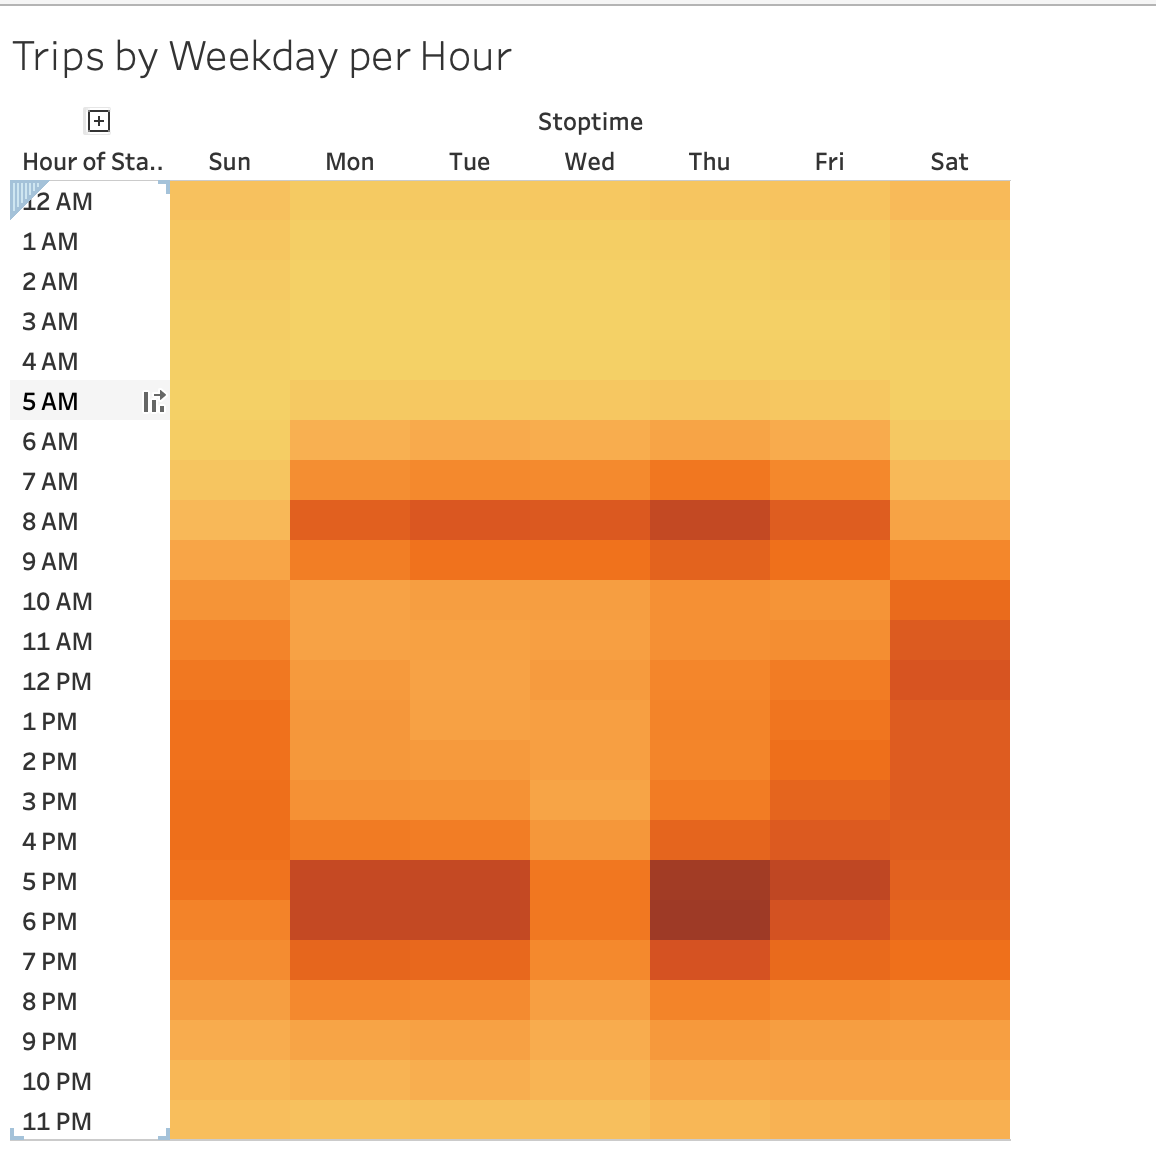 Trips by Weekday per Hour
Stoptime
Hour of Sta.. Sun Mon Tue Wed Thu Fri Sat
12 AM
1 AM
2 AM
3 AM
4 AM
5 AM
6 AM
7 AM
8 AM
9 AM
10 AM
11 AM
12 PM
1 PM
2 PM
3 PM
4 PM
5 PM
6 PM
7 PM
8 PM
9 PM
10 PM
11 PM